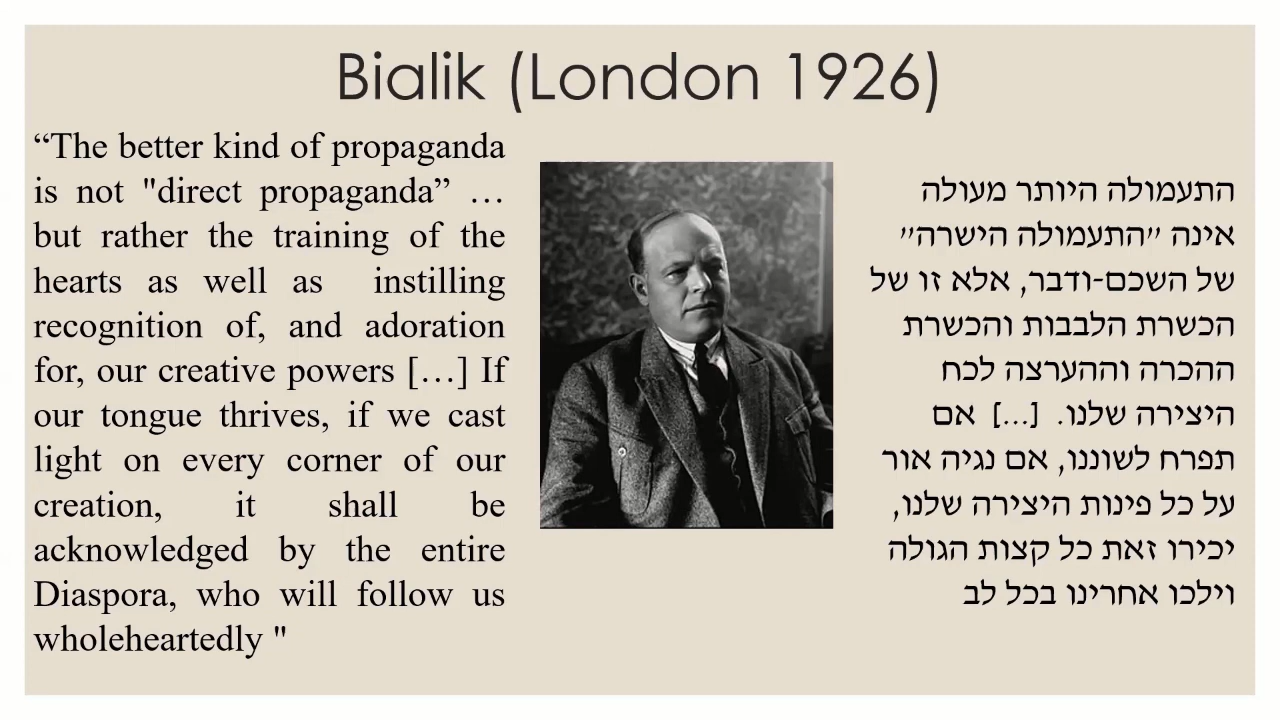 Bialik (London 1926)
“The better kind of propaganda
is not "direct propaganda” …
but rather the training of the
hearts as well as instilling
recognition of, and adoration
for, our creative powers […] If
our tongue thrives, if we cast
light on every corner of our
creation, it shall be
acknowledged by the entire
Diaspora, who will follow us
wholeheartedly "
התעמולה היותר מעולה
אינה ״התעמולה הישרה״
של השכם-ודבר, אלא זו של
הכשרת הלבבות והכשרת
ההכרה וההערצה לכח
היצירה שלנו. […] אם
תפרח לשוננו, אם נגיה אור
על כל פינות היצירה שלנו,
יכירו זאת כל קצות הגולה
וילכו אחרינו בכל לב